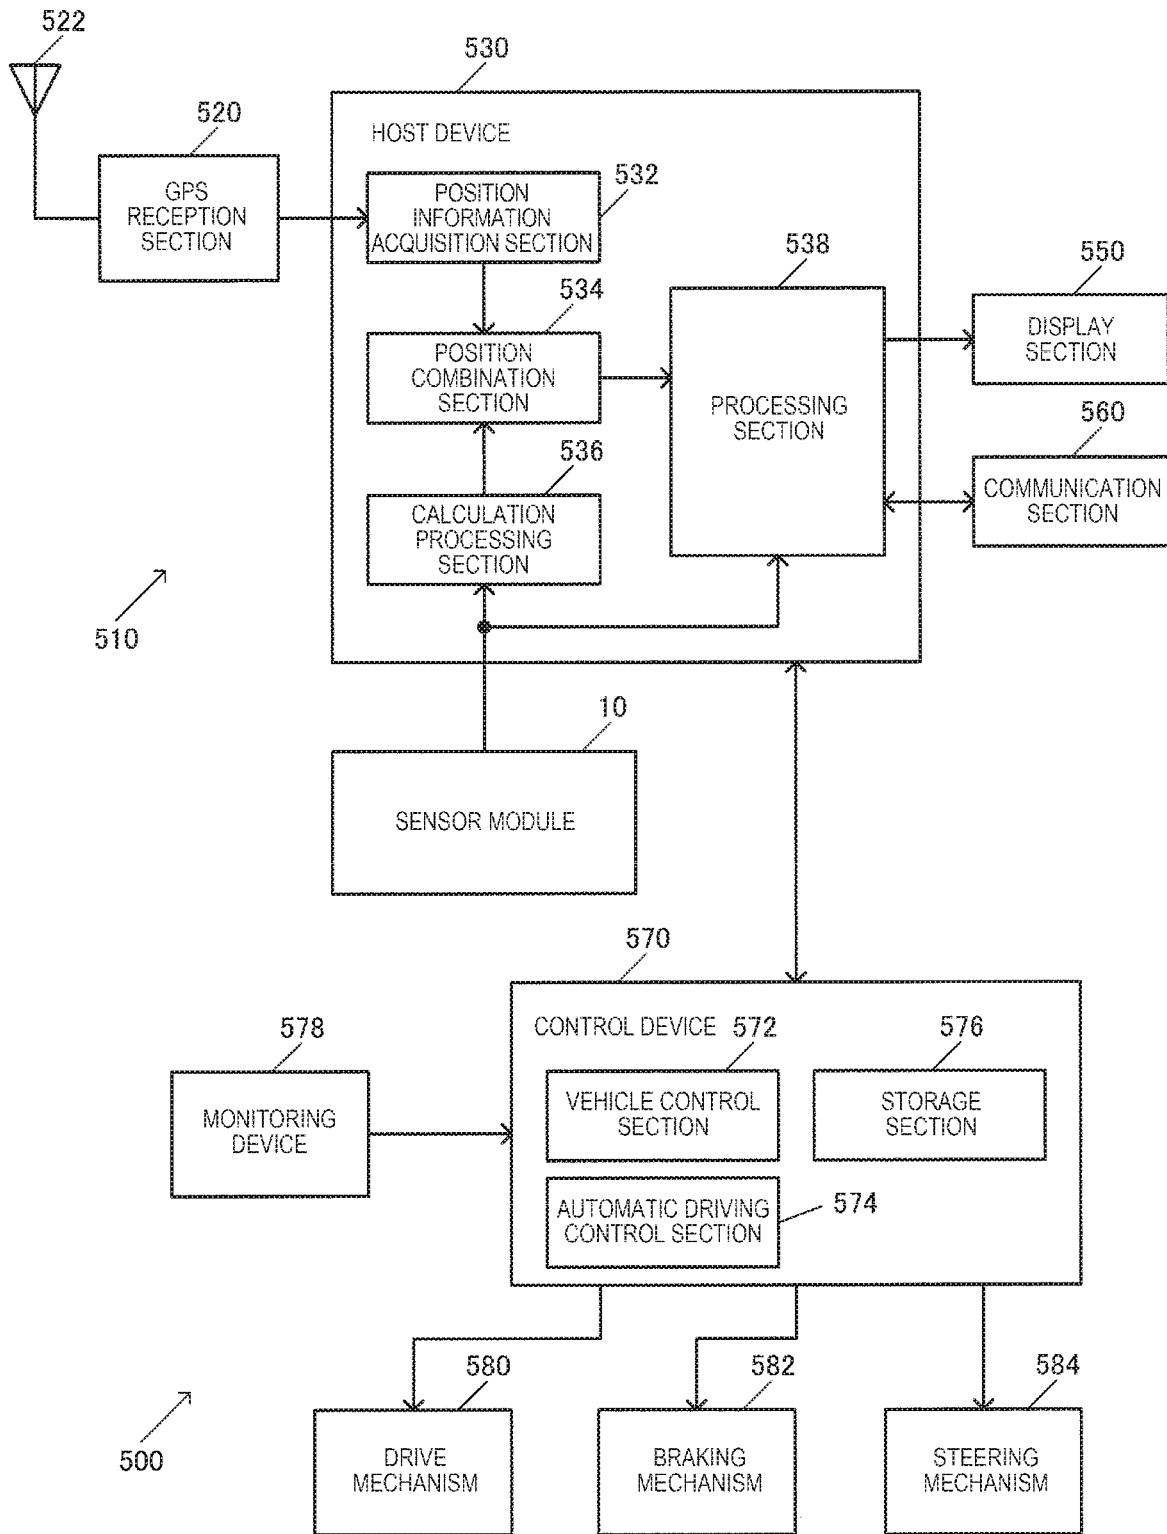 522
530
520
HOST DEVICE
GPS
RECEPTION
SECTION
POSITION
INFORMATION
ACQUISITION SECTION
532
534
538
550
POSITION
COMBINATION
SECTION
PROCESSING
SECTION
DISPLAY
SECTION
536
560
CALCULATION
PROCESSING
SECTION
COMMUNICATION
SECTION
510
10
SENSOR MODULE
570
CONTROL DEVICE
578
572
576
MONITORING
DEVICE
VEHICLE CONTROL
SECTION
STORAGE
SECTION
AUTOMATIC DRIVING
CONTROL SECTION
574
580
582
584
500
DRIVE
MECHANISM
BRAKING
MECHANISM
STEERING
MECHANISM